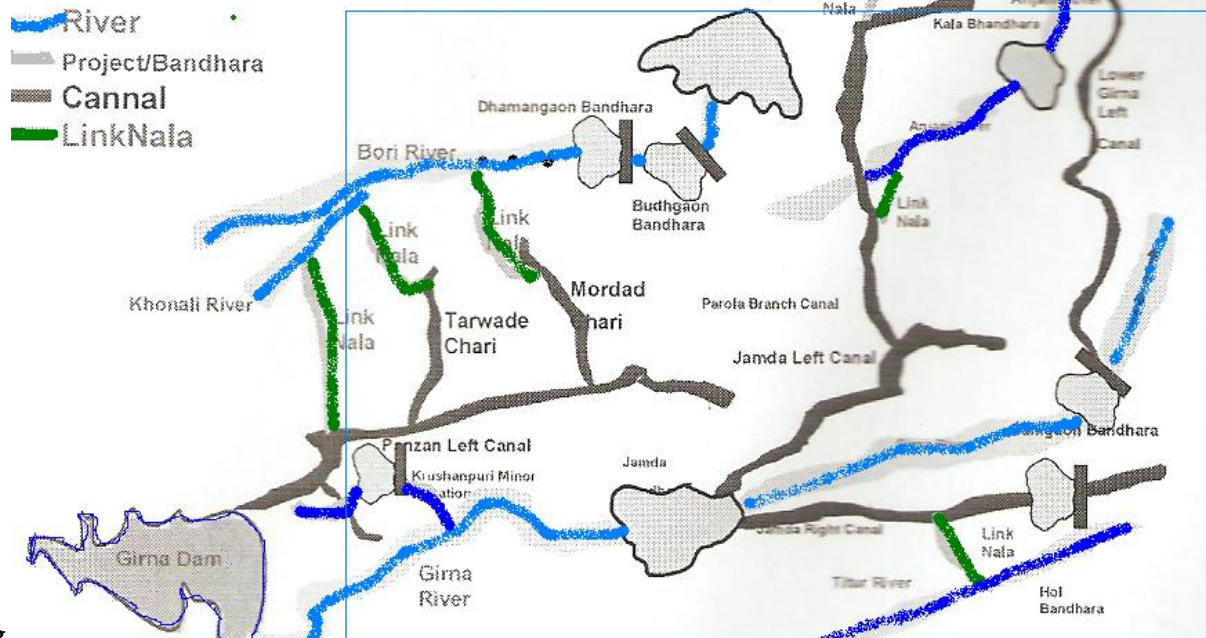 River
Project/Bandhara
Cannal
LinkNala
Nala
Kala Bhandhara
Lower
Girna
Left
Canal
Dhamangaon Bandhara
Bori River
Budhgaon
Bandhara
Link
Nala
Link
Nala
Link
Link
Nala
Khonali River
Tarwade
Chari
Mordad
Parola Branch Canal
Jamda Left Canal
Panzan Left Canal
Bandhara
Krushanpuri Minor
Jamda
Jamda Right Canal
Girna Dam
Girna
River
Link
Nala
Titur River
Hol
Bandhara